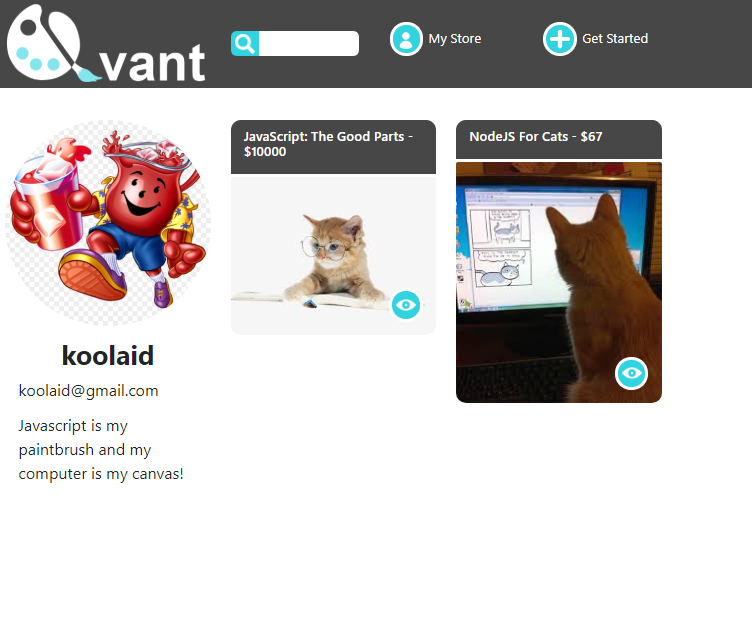 vant
My Store
Get Started
JavaScript: The Good Parts -
$10000
NodeJS For Cats - $67
koolaid
koolaid@gmail.com
Javascript is my
paintbrush and my
computer is my canvas!